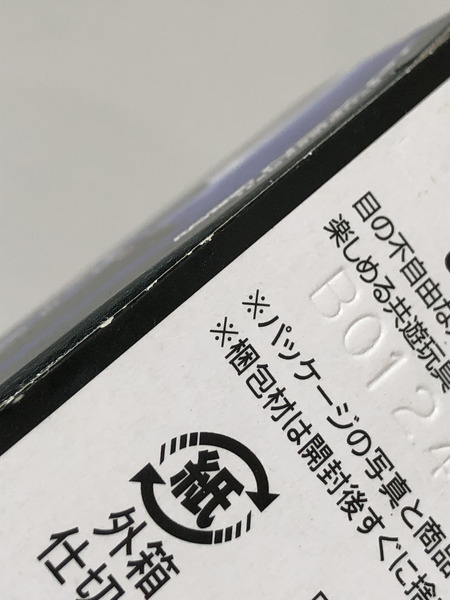 目の不自由な
楽しめる共遊玩具
B012.
※パッケージの写真と商品
※梱包材は開封後すぐに捨
紙
外箱
仕切